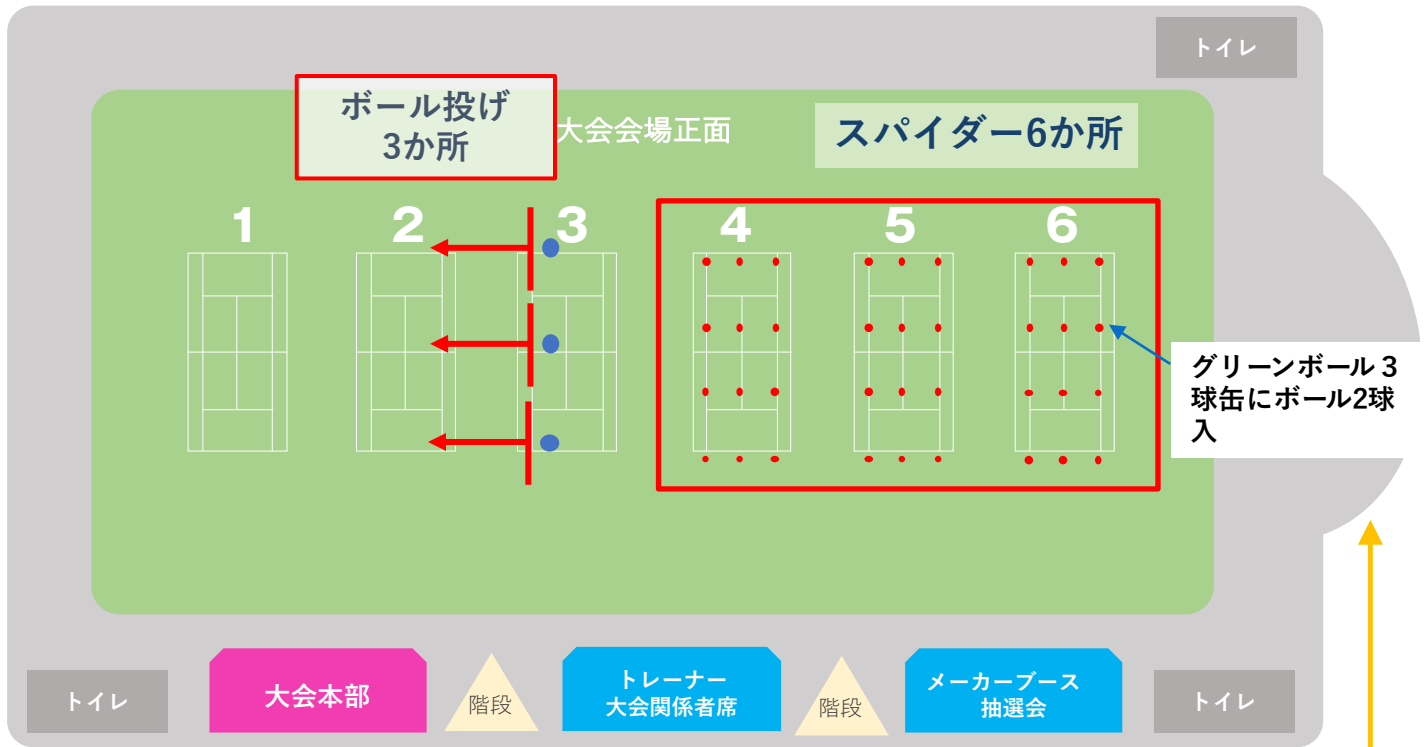 トイレ
ボール投げ
3か所
大会会場正面
スパイダー6か所
1
2
3
4
5
6
グリーンボール３
球缶にボール2球
入
トイレ
大会本部
階段
トレーナー
大会関係者席
階段
メーカーブース
抽選会
トイレ